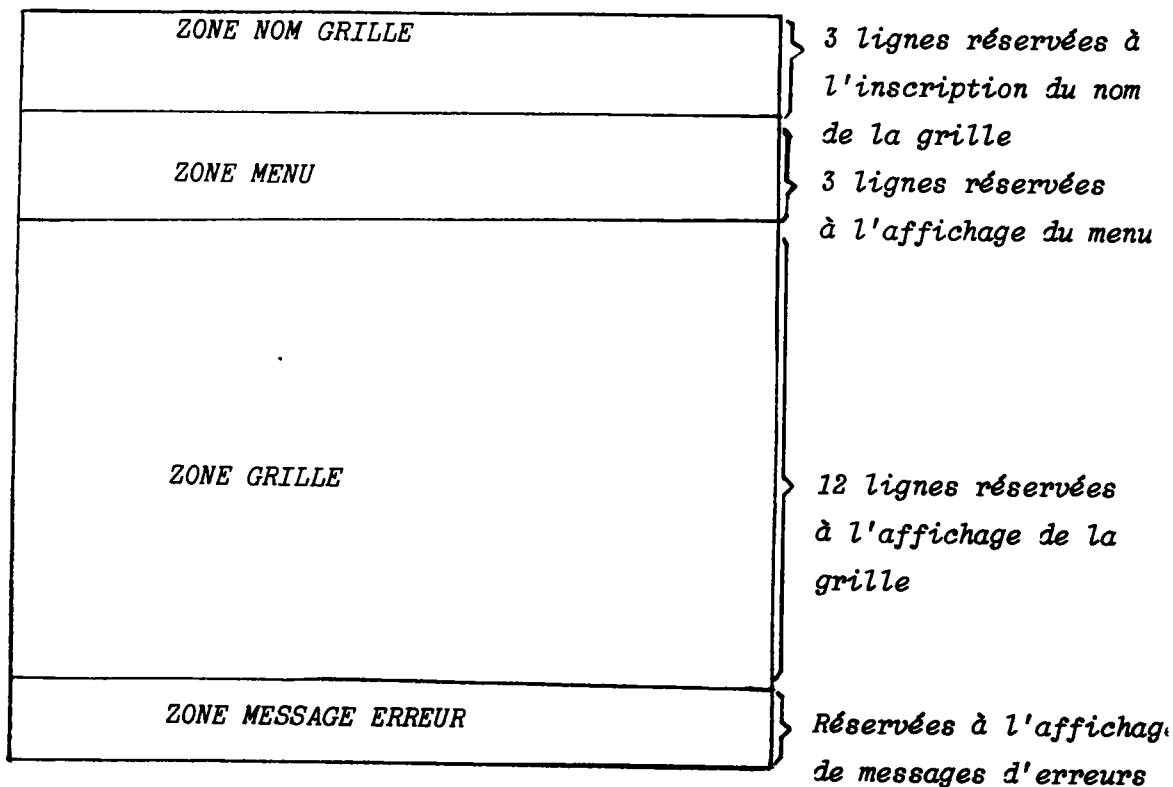 ZONE NOM GRILLE
3 lignes réservées à
l'inscription du nom
de la grille
ZONE MENU
3 lignes réservées
à l'affichage du menu
ZONE GRILLE
12 lignes réservées
à l'affichage de la
grille
ZONE MESSAGE ERREUR
Réservées à l'affichage
de messages d'erreurs